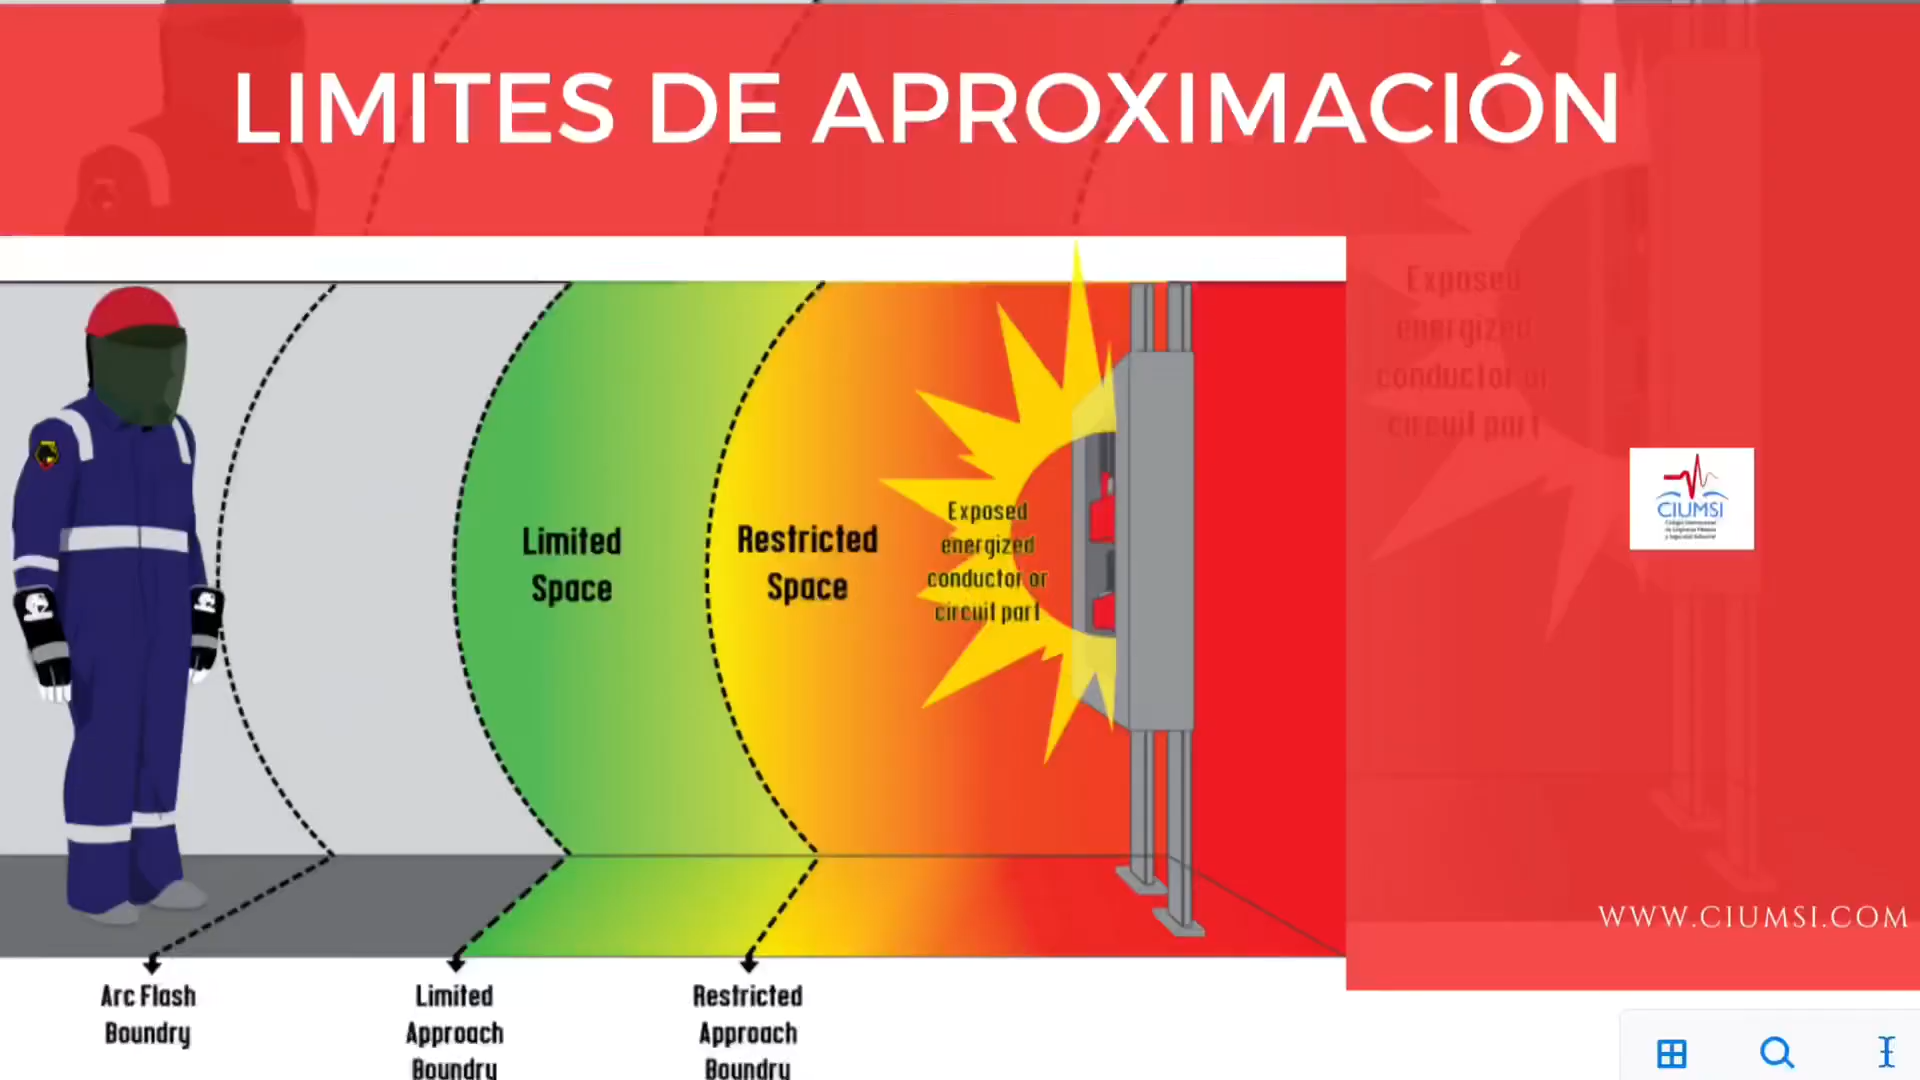 LIMITES DE APROXIMACIÓN
Exposed
energized
conductor or
circuit part
Limited
Space
Restricted
Space
Exposed
energized
conductor or
circuit part
CIUMSI
WWW.CIUMSI.COM
Arc Flash
Boundry
Limited
Approach
Boundry
Restricted
Approach
Boundry